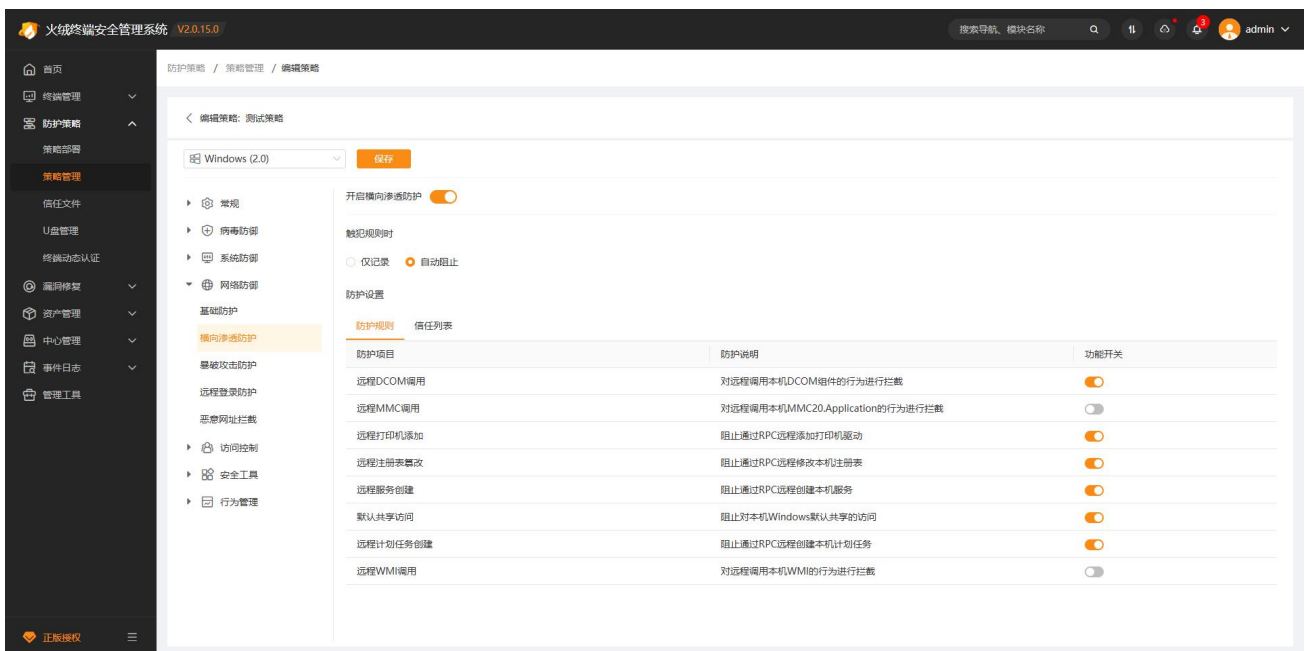 火绒终端安全管理系统 V2.0.15.0
搜索导航、模块名称
3
admin
首页
终端管理
防护策略
策略部署
策略管理
信任文件
U盘管理
终端动态认证
漏洞修复
资产管理
中心管理
事件日志
管理工具
正版授权
防护策略 / 策略管理 / 编辑策略
编辑策略: 测试策略
Windows (2.0)
保存
常规
病毒防御
系统防御
网络防御
基础防护
横向渗透防护
暴破攻击防护
远程登录防护
恶意网址拦截
访问控制
安全工具
行为管理
开启横向渗透防护
触犯规则时
仅记录 自动阻止
防护设置
防护规则 信任列表
防护项目 防护说明 功能开关
远程DCOM调用 对远程调用本机DCOM组件的行为进行拦截
远程MMC调用 对远程调用本机MMC20.Application的行为进行拦截
远程打印机添加 阻止通过RPC远程添加打印机驱动
远程注册表篡改 阻止通过RPC远程修改本机注册表
远程服务创建 阻止通过RPC远程创建本机服务
默认共享访问 阻止对本机Windows默认共享的访问
远程计划任务创建 阻止通过RPC远程创建本机计划任务
远程WMI调用 对远程调用本机WMI的行为进行拦截